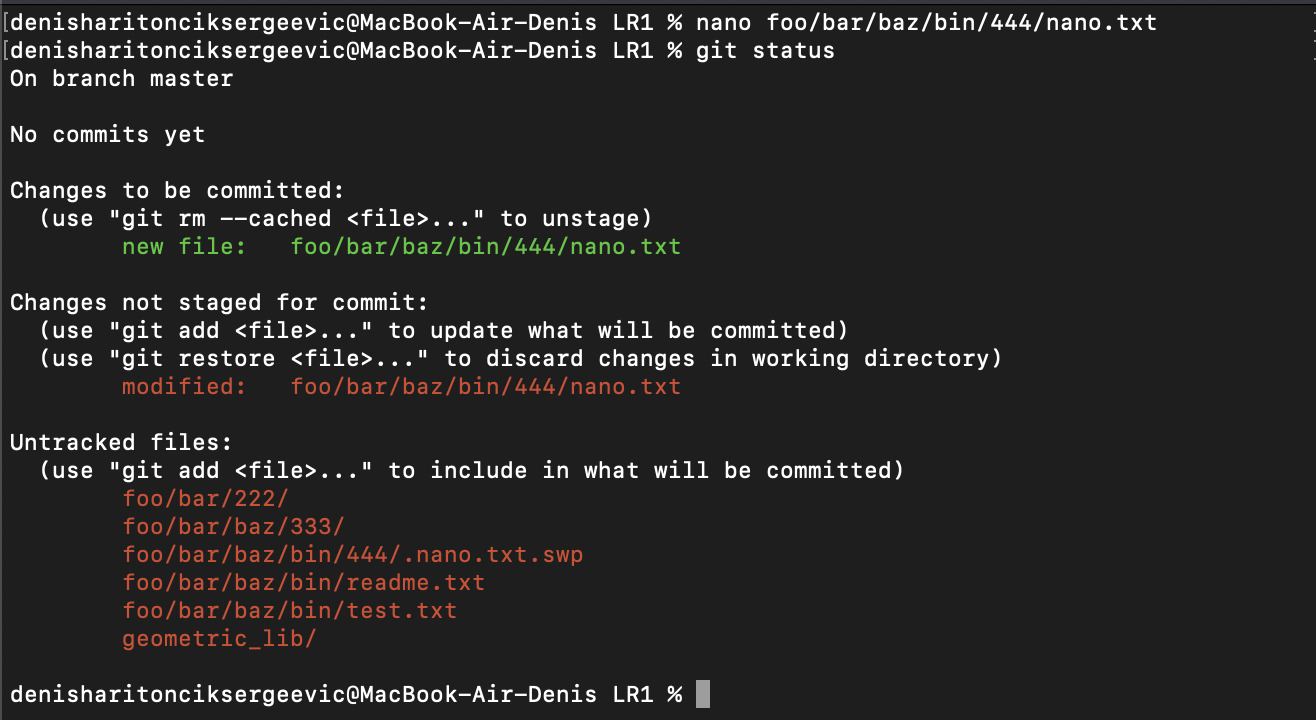 [denisharitonciksergeevic@MacBook-Air-Denis LR1 % nano foo/bar/baz/bin/444/nano.txt
[denisharitonciksergeevic@MacBook-Air-Denis LR1 % git status
On branch master
No commits yet
Changes to be committed:
  (use "git rm --cached <file>..." to unstage)
        new file:   foo/bar/baz/bin/444/nano.txt
Changes not staged for commit:
  (use "git add <file>..." to update what will be committed)
  (use "git restore <file>..." to discard changes in working directory)
        modified:   foo/bar/baz/bin/444/nano.txt
Untracked files:
  (use "git add <file>..." to include in what will be committed)
        foo/bar/222/
        foo/bar/baz/333/
        foo/bar/baz/bin/444/.nano.txt.swp
        foo/bar/baz/bin/readme.txt
        foo/bar/baz/bin/test.txt
        geometric_lib/
denisharitonciksergeevic@MacBook-Air-Denis LR1 %